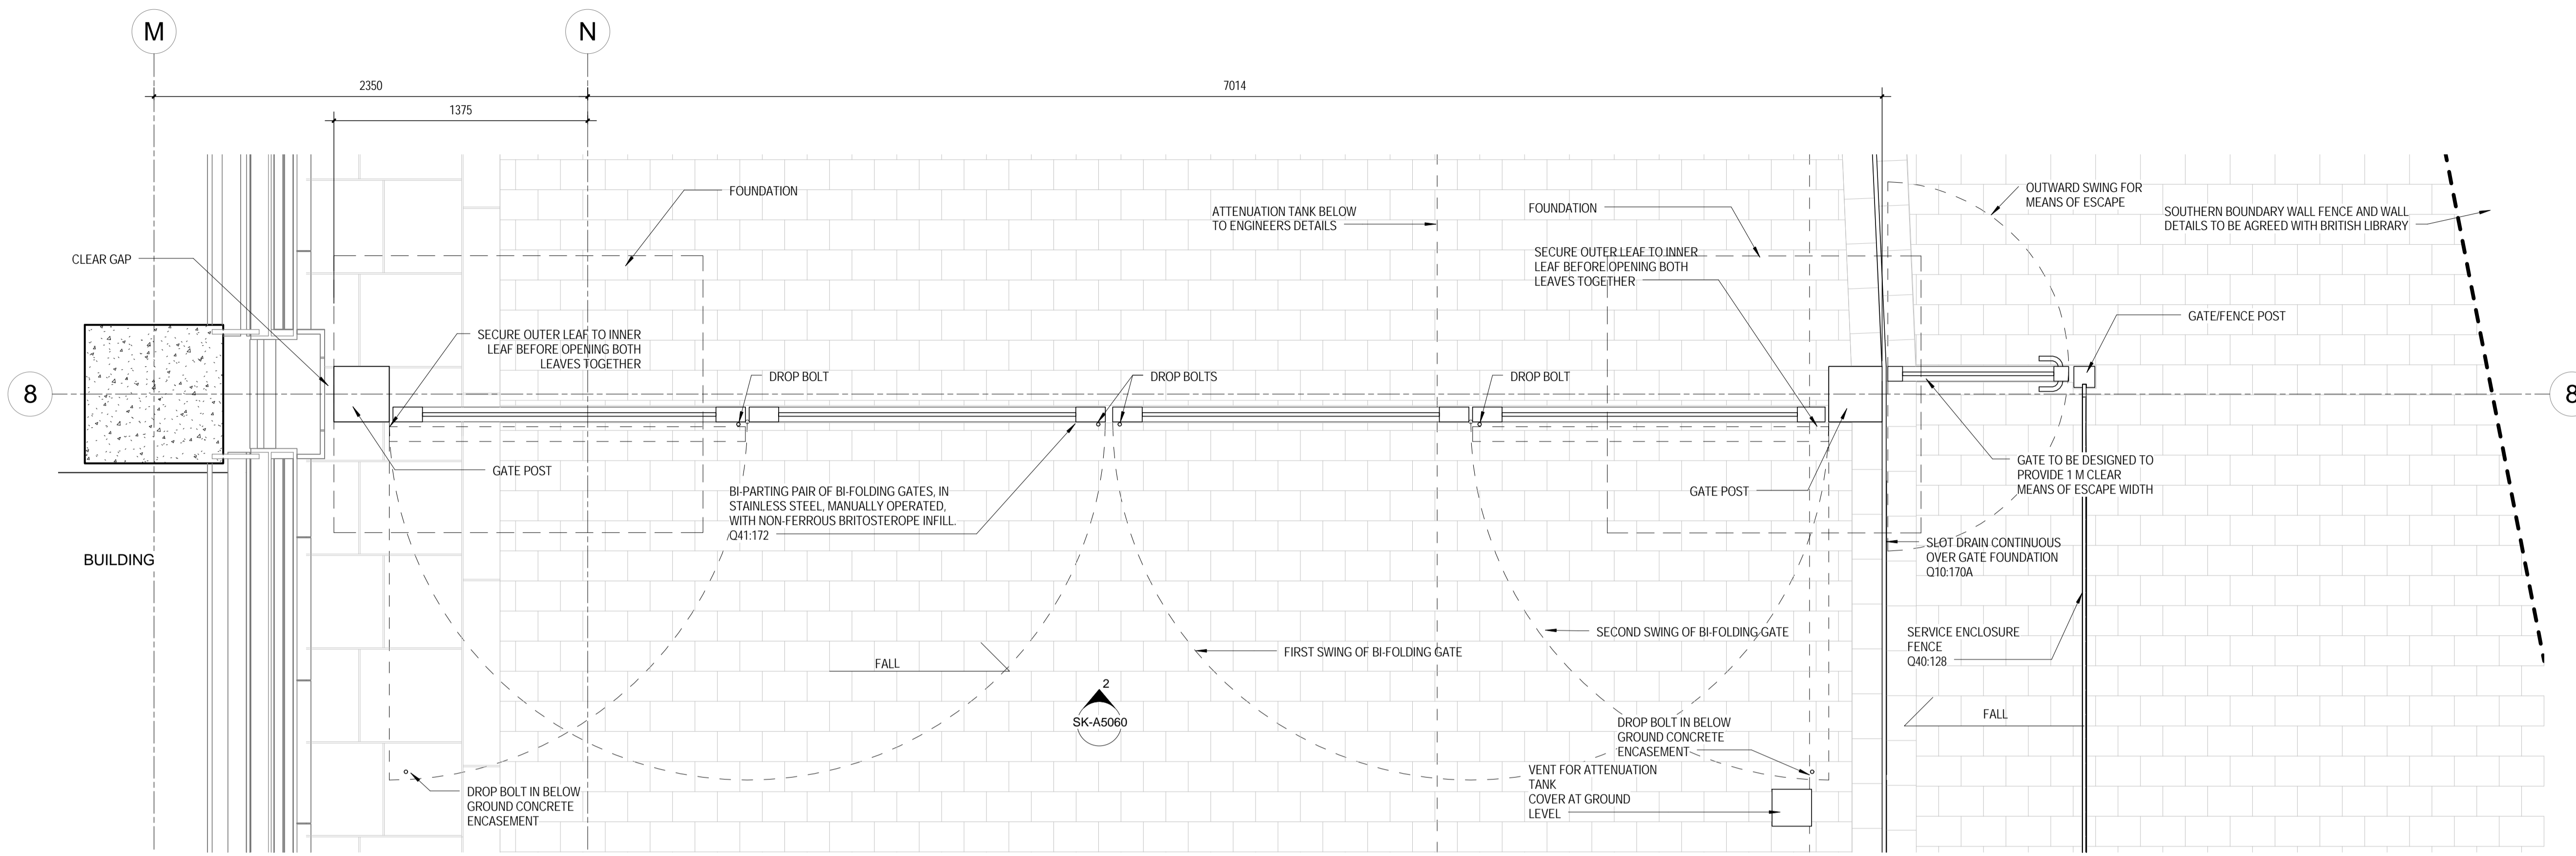 M
N
2350
7014
1375
FOUNDATION
ATTENUATION TANK BELOW
TO ENGINEERS DETAILS
FOUNDATION
OUTWARD SWING FOR
MEANS OF ESCAPE
SOUTHERN BOUNDARY WALL FENCE AND WALL
DETAILS TO BE AGREED WITH BRITISH LIBRARY
CLEAR GAP
SECURE OUTER LEAF TO INNER
LEAF BEFORE OPENING BOTH
LEAVES TOGETHER
GATE/FENCE POST
SECURE OUTER LEAF TO INNER
LEAF BEFORE OPENING BOTH
LEAVES TOGETHER
DROP BOLT
DROP BOLTS
DROP BOLT
8
8
GATE POST
BI-PARTING PAIR OF BI-FOLDING GATES, IN
STAINLESS STEEL, MANUALLY OPERATED,
WITH NON-FERROUS BRITOSTEROPE INFILL.
Q41:172
GATE POST
GATE TO BE DESIGNED TO
PROVIDE 1 M CLEAR
MEANS OF ESCAPE WIDTH
BUILDING
SLOT DRAIN CONTINUOUS
OVER GATE FOUNDATION
Q10:170A
SECOND SWING OF BI-FOLDING GATE
SERVICE ENCLOSURE
FENCE
Q40:128
FIRST SWING OF BI-FOLDING GATE
FALL
2
SK-A5060
FALL
DROP BOLT IN BELOW
GROUND CONCRETE
ENCASEMENT
VENT FOR ATTENUATION
TANK
COVER AT GROUND
LEVEL
DROP BOLT IN BELOW
GROUND CONCRETE
ENCASEMENT